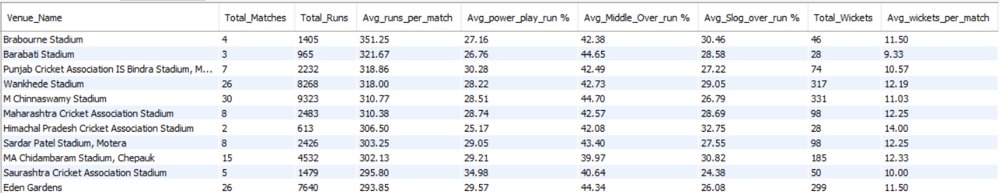 Venue_Name Total_Matches Total_Runs Avg_runs_per_match Avg_power_play_run % Avg_Middle_Over_run % Avg_Slog_over_run % Total_Wickets Avg_wickets_per_match
Brabourne Stadium 4 1405 351.25 27.16 42.38 30.46 46 11.50
Barabati Stadium 3 965 321.67 26.76 44.65 28.58 28 9.33
Punjab Cricket Association IS Bindra Stadium, M... 7 2232 318.86 30.28 42.49 27.22 74 10.57
Wankhede Stadium 26 8268 318.00 28.22 42.73 29.05 317 12.19
M Chinnaswamy Stadium 30 9323 310.77 28.51 44.70 26.79 331 11.03
Maharashtra Cricket Association Stadium 8 2483 310.38 28.74 42.57 28.69 98 12.25
Himachal Pradesh Cricket Association Stadium 2 613 306.50 25.17 42.08 32.75 28 14.00
Sardar Patel Stadium, Motera 8 2426 303.25 29.05 43.40 27.55 98 12.25
MA Chidambaram Stadium, Chepauk 15 4532 302.13 29.21 39.97 30.82 185 12.33
Saurashtra Cricket Association Stadium 5 1479 295.80 34.98 40.64 24.38 50 10.00
Eden Gardens 26 7640 293.85 29.57 44.34 26.08 299 11.50